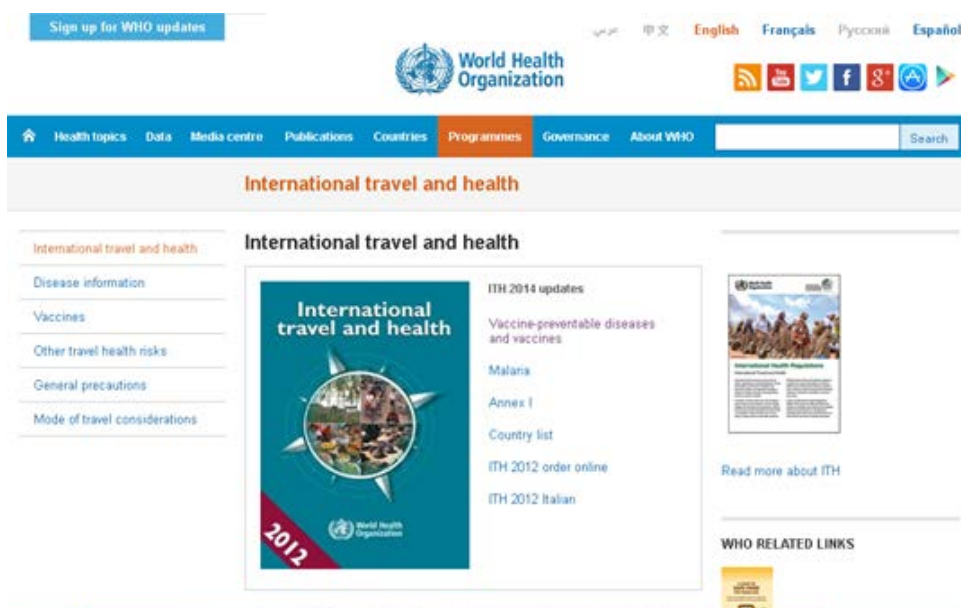 Sign up for WHO updates
عربي 中文 English Français Русский Español
World Health
Organization
Health topics Data Media centre Publications Countries Programmes Governance About WHO Search
International travel and health
International travel and health
Disease information
Vaccines
Other travel health risks
General precautions
Mode of travel considerations
International travel and health
International
travel and health
World Health
Organization
2012
ITH 2014 updates
Vaccine-preventable diseases
and vaccines
Malaria
Annex I
Country list
ITH 2012 order online
ITH 2012 Italian
International Health Regulations
Read more about ITH
WHO RELATED LINKS